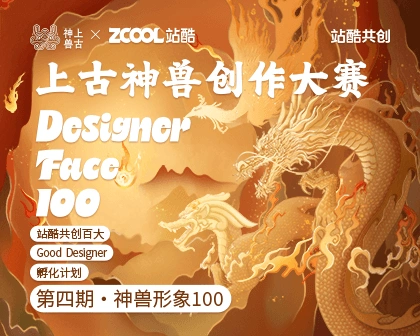 上古神兽 × ZCOOL站酷
站酷共创
上古神兽创作大赛
Designer
Face
100
站酷共创百大
Good Designer
孵化计划
第四期·神兽形象100